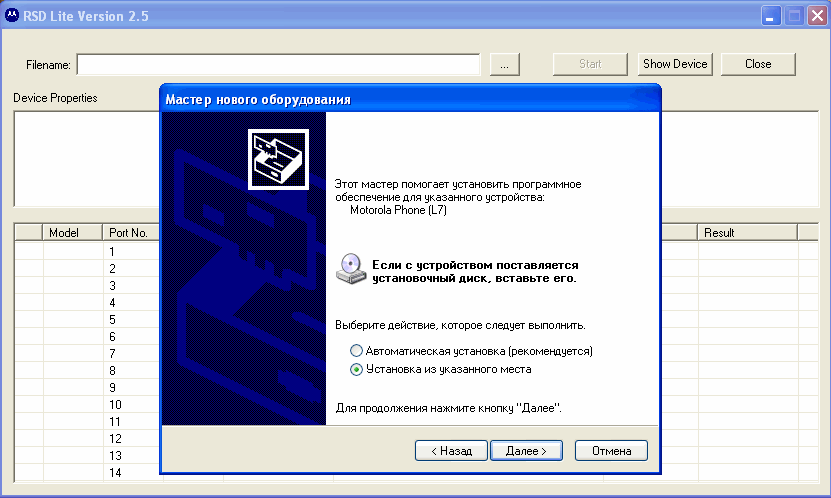 RSD Lite Version 2.5
Filename:
...
Start
Show Device
Close
Device Properties
Мастер нового оборудования
Этот мастер помогает установить программное
обеспечение для указанного устройства:
Motorola Phone (L7)
Если с устройством поставляется
установочный диск, вставьте его.
Выберите действие, которое следует выполнить.
Автоматическая установка (рекомендуется)
Установка из указанного места
Для продолжения нажмите кнопку "Далее".
< Назад
Далее >
Отмена
Model
Port No.
Result
1
2
3
4
5
6
7
8
9
10
11
12
13
14